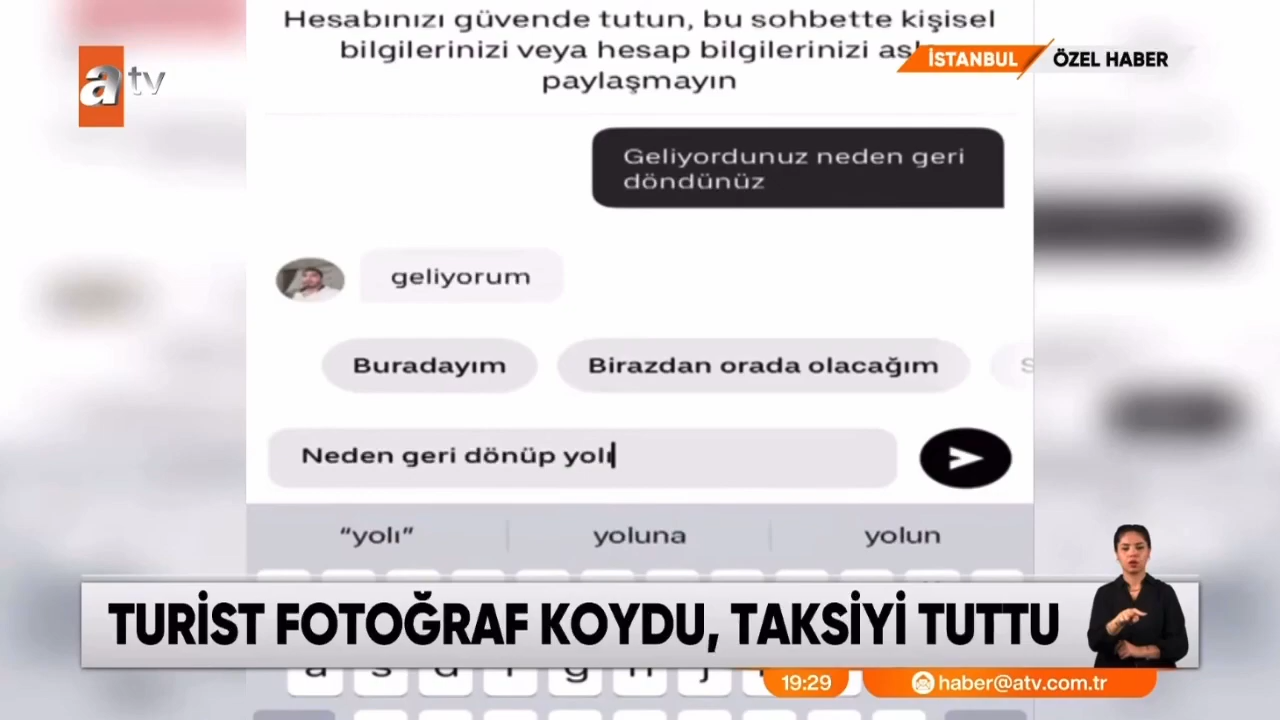 Hesabınızı güvende tutun, bu sohbette kişisel
bilgilerinizi veya hesap bilgilerinizi
paylaşmayın
atv
İSTANBUL
ÖZEL HABER
Geliyordunuz neden geri
döndünüz
geliyorum
Buradayım
Birazdan orada olacağım
Neden geri dönüp yolı
“yolı”
yoluna
yolun
TURİST FOTOĞRAF KOYDU, TAKSİYİ TUTTU
19:29
haber@atv.com.tr